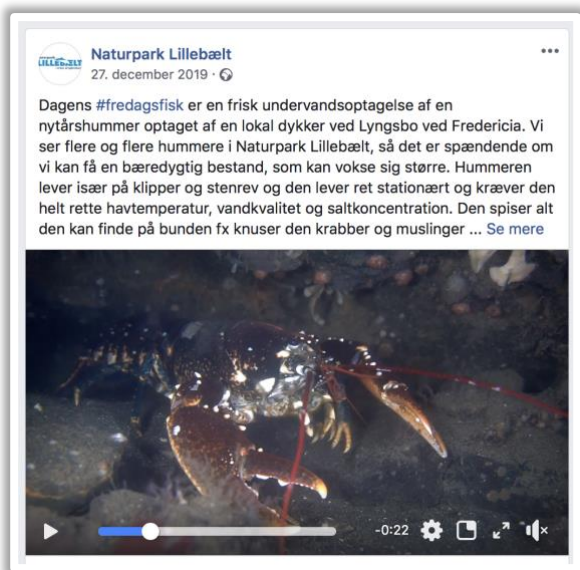 LILLEBÆLT
Naturpark Lillebælt
27. december 2019 ·
Dagens #fredagsfisk er en frisk undervandsoptagelse af en
nytårshummer optaget af en lokal dykker ved Lyngsbo ved Fredericia. Vi
ser flere og flere hummere i Naturpark Lillebælt, så det er spændende om
vi kan få en bæredygtig bestand, som kan vokse sig større. Hummeren
lever især på klipper og stenrev og den lever ret stationært og kræver den
helt rette havtemperatur, vandkvalitet og saltkoncentration. Den spiser alt
den kan finde på bunden fx knuser den krabber og muslinger ... Se mere
-0:22